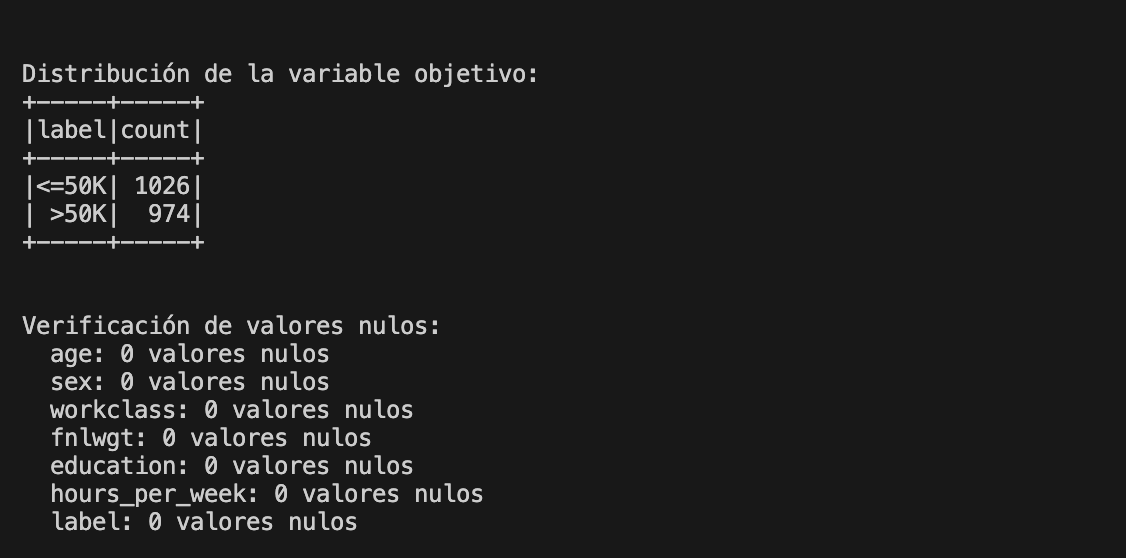 Distribución de la variable objetivo:
+-----+-----+
|label|count|
+-----+-----+
|<=50K| 1026|
| >50K|  974|
+-----+-----+
Verificación de valores nulos:
  age: 0 valores nulos
  sex: 0 valores nulos
  workclass: 0 valores nulos
  fnlwgt: 0 valores nulos
  education: 0 valores nulos
  hours_per_week: 0 valores nulos
  label: 0 valores nulos